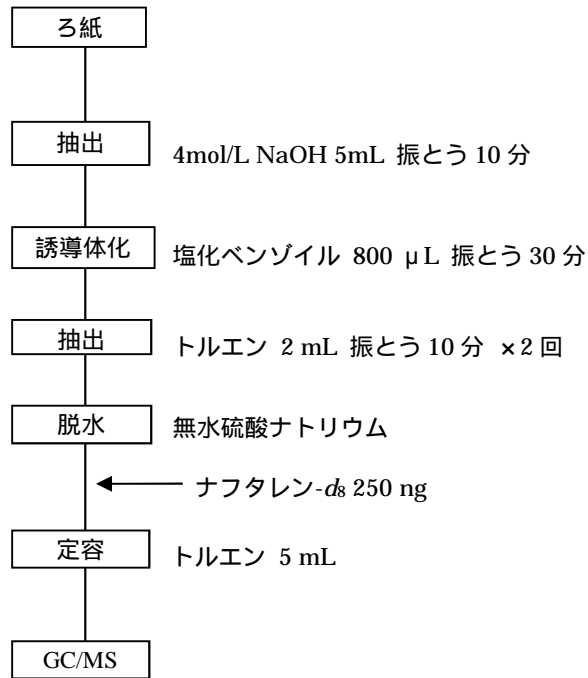 ろ紙
抽出
4mol/L NaOH 5mL 振とう 10 分
誘導体化
塩化ベンゾイル 800 μL 振とう 30 分
抽出
トルエン 2 mL 振とう 10 分 ×2 回
脱水
無水硫酸ナトリウム
ナフタレン-d8 250 ng
定容
トルエン 5 mL
GC/MS